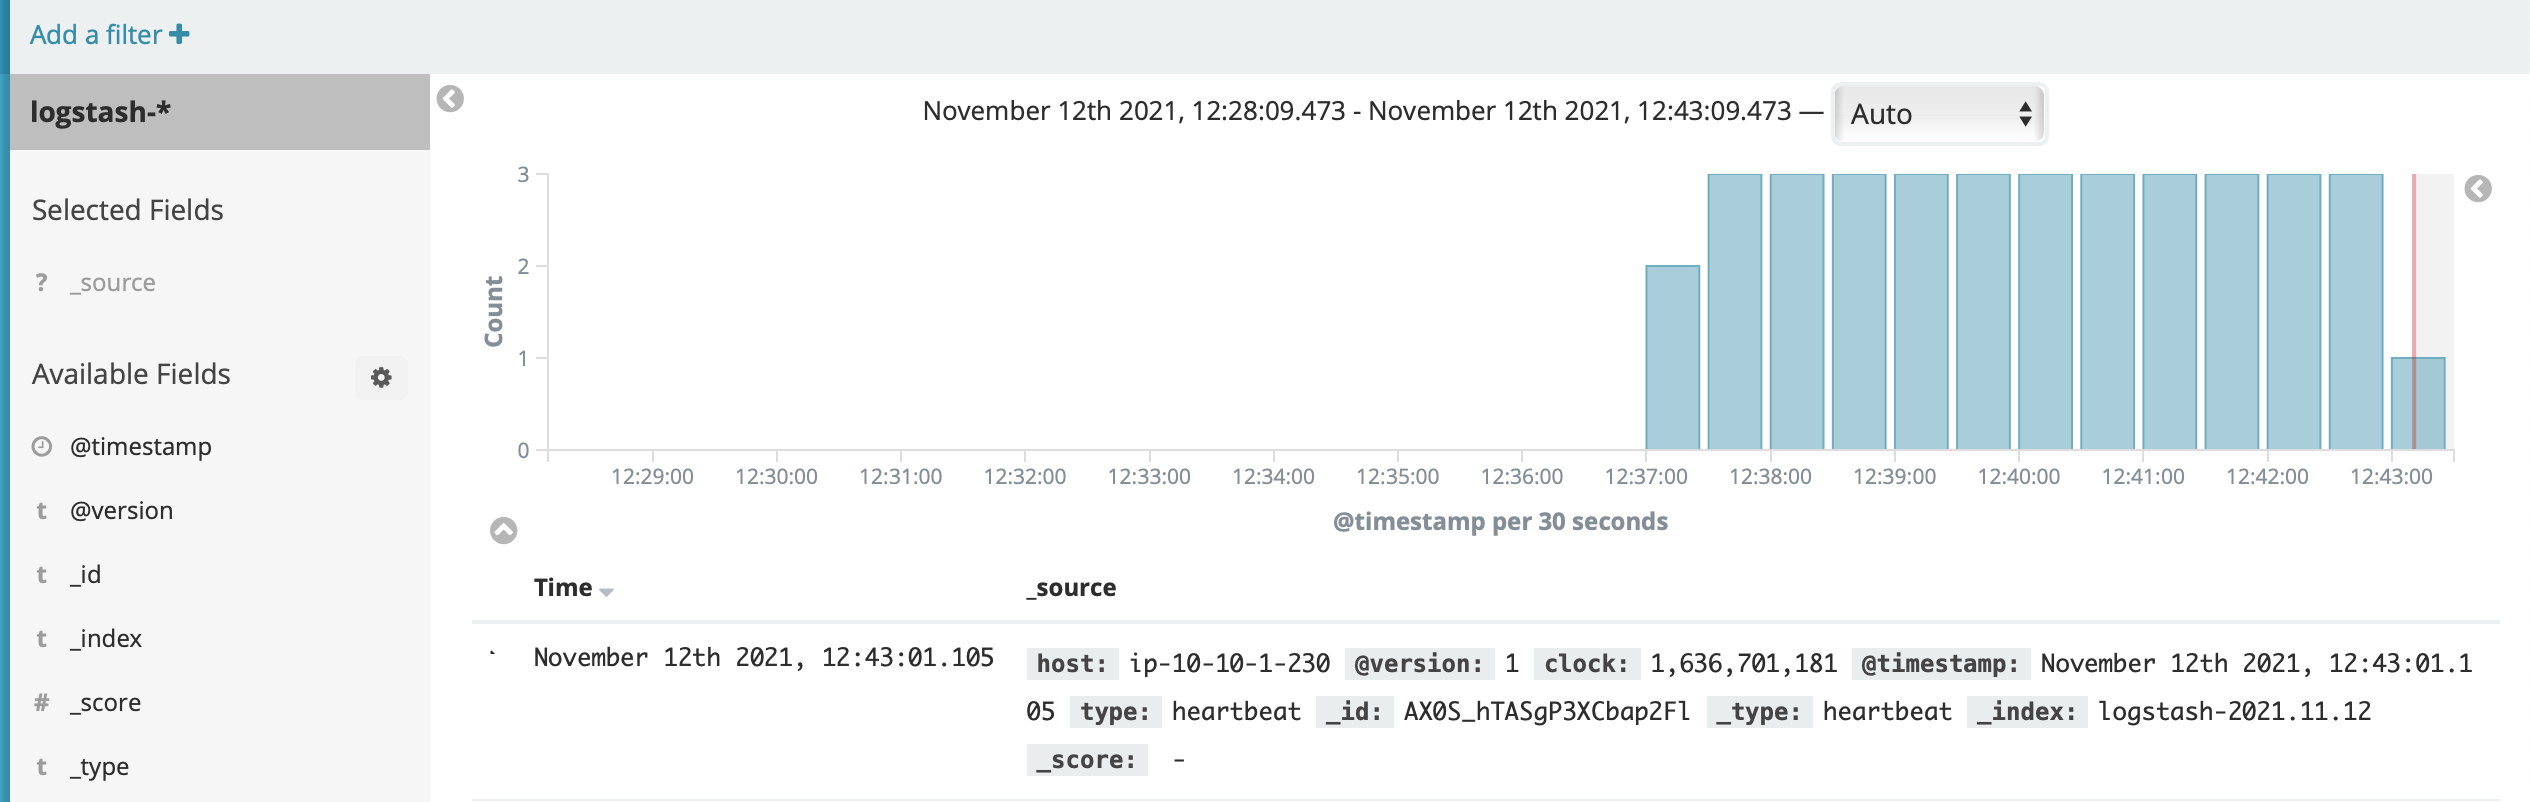 Add a filter +
logstash-*
Selected Fields
? _source
Available Fields
@timestamp
t @version
t _id
t _index
# _score
t _type
November 12th 2021, 12:28:09.473 - November 12th 2021, 12:43:09.473 — Auto
3
2
1
0
Count
12:29:00 12:30:00 12:31:00 12:32:00 12:33:00 12:34:00 12:35:00 12:36:00 12:37:00 12:38:00 12:39:00 12:40:00 12:41:00 12:42:00 12:43:00
@timestamp per 30 seconds
Time _source
November 12th 2021, 12:43:01.105 host: ip-10-10-1-230 @version: 1 clock: 1,636,701,181 @timestamp: November 12th 2021, 12:43:01.1
05 type: heartbeat _id: AX0S_hTASgP3XCbap2Fl _type: heartbeat _index: logstash-2021.11.12
_score: -